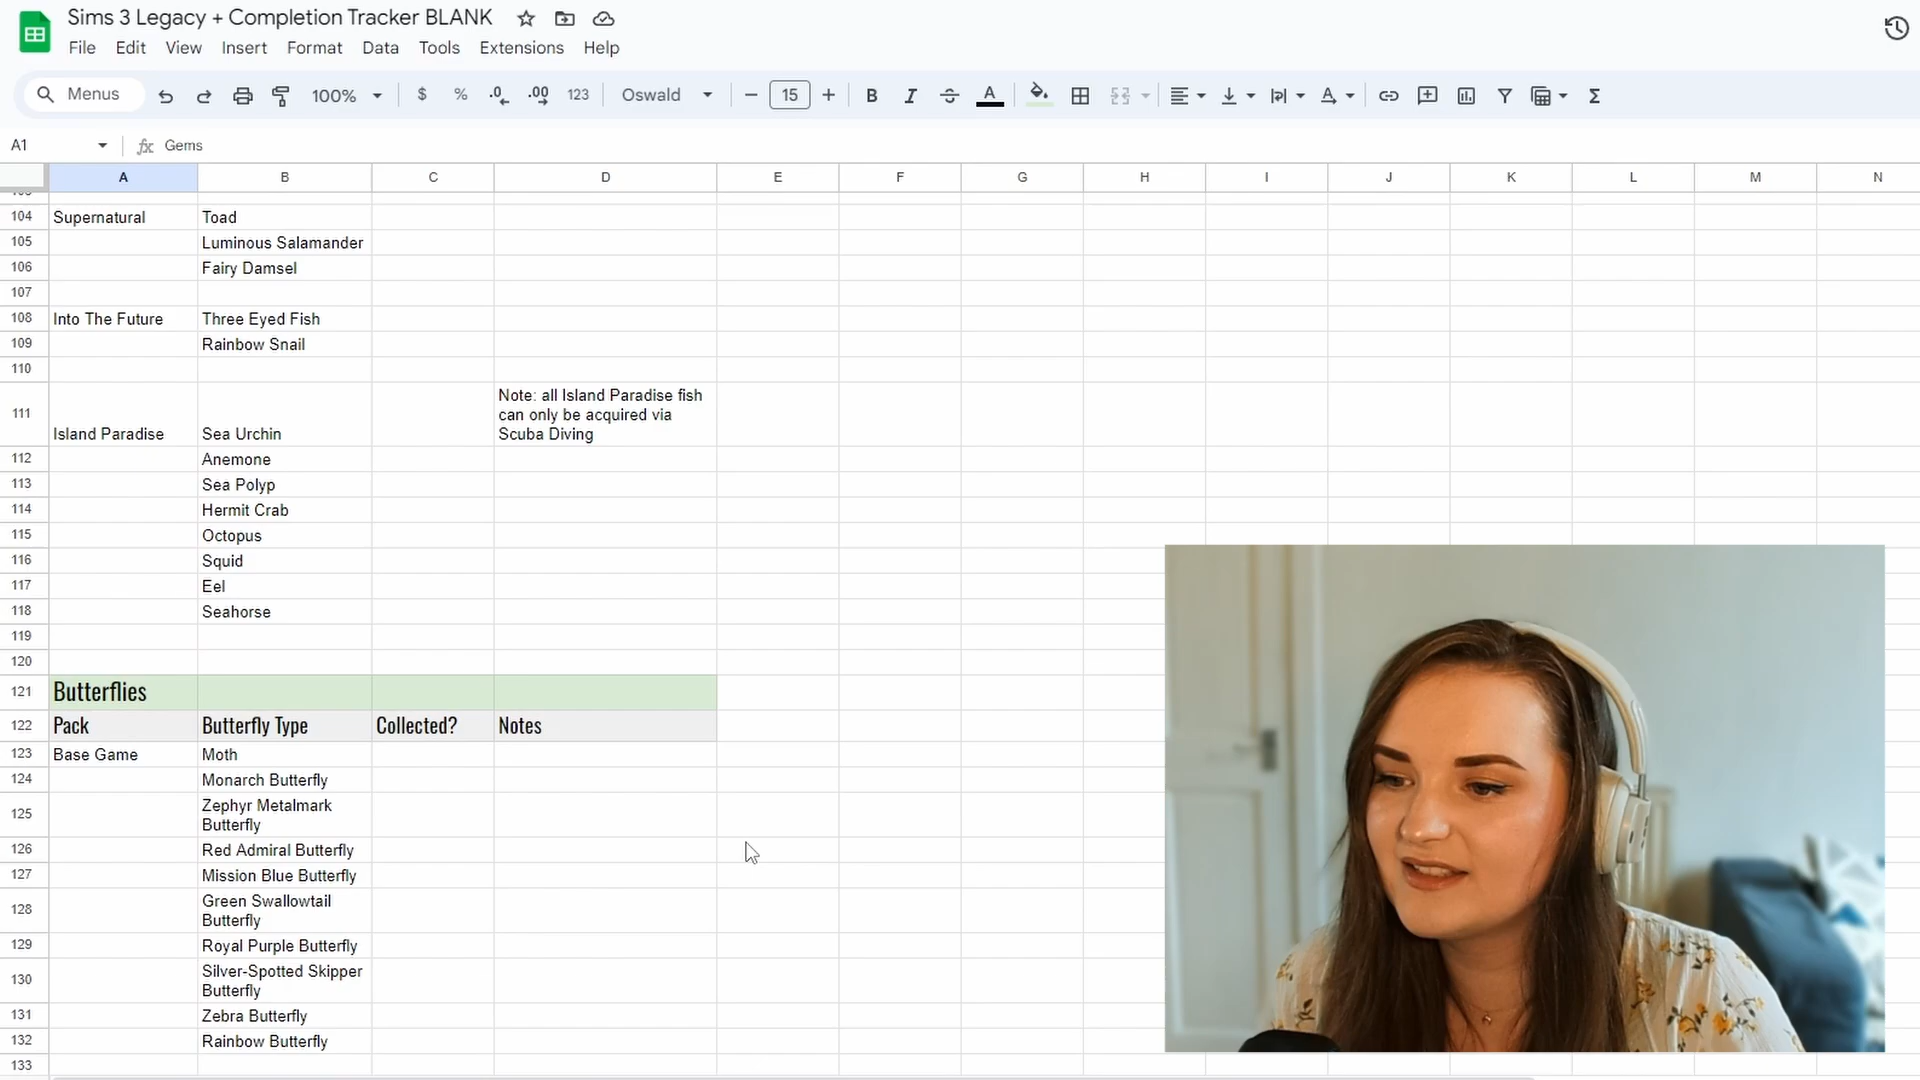 Sims 3 Legacy + Completion Tracker BLANK
File Edit View Insert Format Data Tools Extensions Help
Menus 100% $ % .0 .00 123 Oswald 15 B I S A Σ
A1 fx Gems
A B C D E F G H I J K L M N
104 Supernatural Toad
105 Luminous Salamander
106 Fairy Damsel
107
108 Into The Future Three Eyed Fish
109 Rainbow Snail
110
Note: all Island Paradise fish
111 can only be acquired via
Island Paradise Sea Urchin Scuba Diving
112 Anemone
113 Sea Polyp
114 Hermit Crab
115 Octopus
116 Squid
117 Eel
118 Seahorse
119
120
121 Butterflies
122 Pack Butterfly Type Collected? Notes
123 Base Game Moth
124 Monarch Butterfly
125 Zephyr Metalmark
Butterfly
126 Red Admiral Butterfly
127 Mission Blue Butterfly
128 Green Swallowtail
Butterfly
129 Royal Purple Butterfly
130 Silver-Spotted Skipper
Butterfly
131 Zebra Butterfly
132 Rainbow Butterfly
133